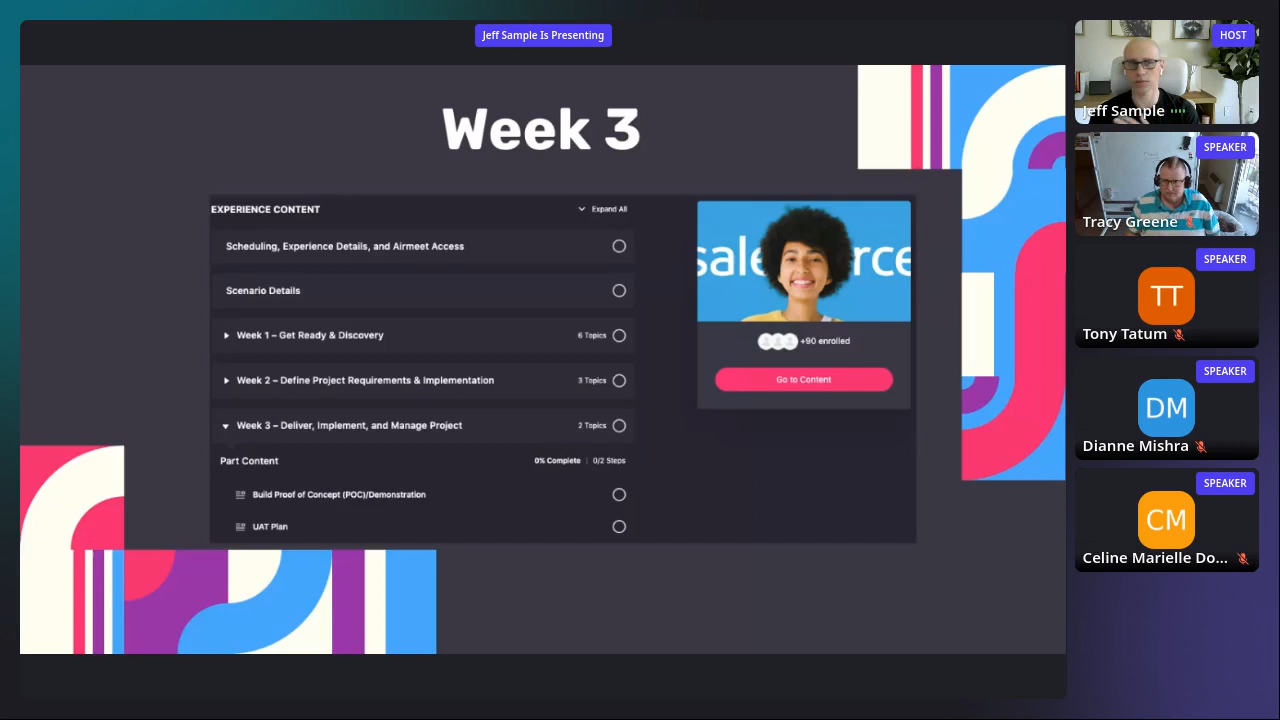 Jeff Sample Is Presenting
Week 3
EXPERIENCE CONTENT
Expand All
Scheduling, Experience Details, and Airmeet Access
Scenario Details
Week 1 – Get Ready & Discovery
6 Topics
Week 2 – Define Project Requirements & Implementation
3 Topics
Week 3 – Deliver, Implement, and Manage Project
2 Topics
Part Content
0% Complete | 0/2 Steps
Build Proof of Concept (POC)/Demonstration
UAT Plan
sale rce
+90 enrolled
Go to Content
HOST
Jeff Sample
SPEAKER
Tracy Greene
SPEAKER
TT
Tony Tatum
SPEAKER
DM
Dianne Mishra
SPEAKER
CM
Celine Marielle Do...